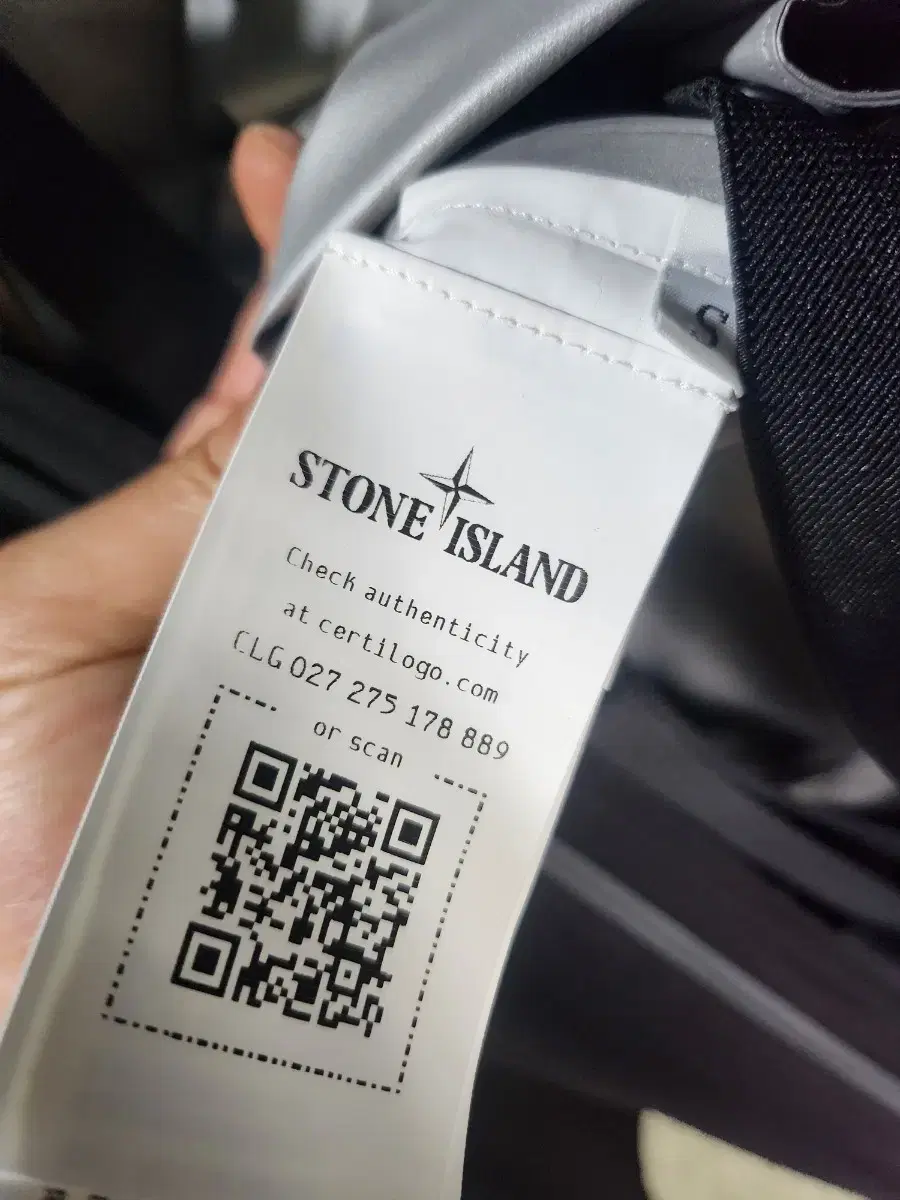 S
STONE ISLAND
Check authenticity
at certilogo.com
CLG 027 275 178 889
or scan